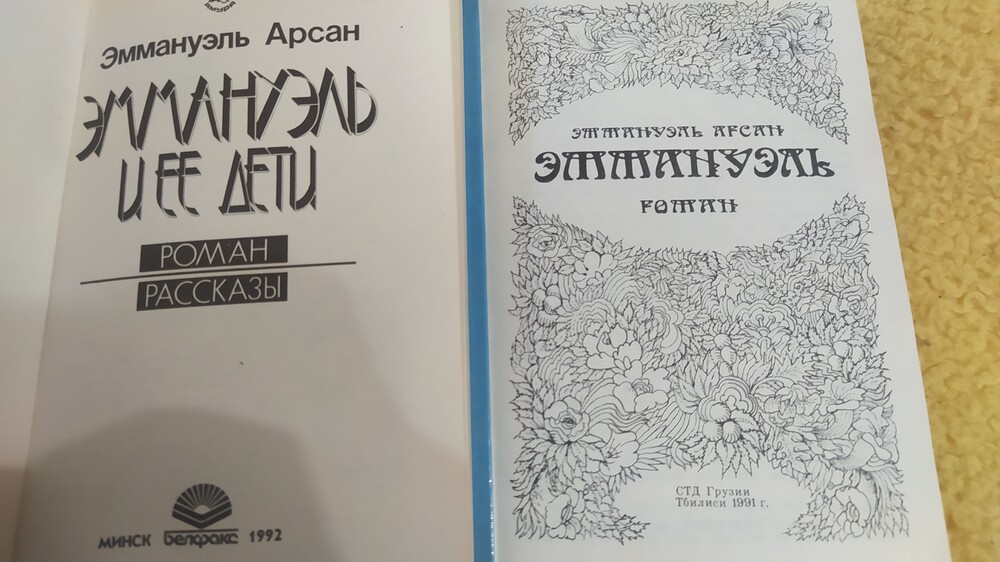 Эммануэль Арсан
ЭММАНУЭЛЬ
И ЕЕ ДЕТИ
РОМАН
РАССКАЗЫ
МИНСК Белфакс 1992
ЭММАНУЭЛЬ АРСАН
ЭММАНУЭЛЬ
РОМАН
СТД Грузии
Тбилиси 1991 г.